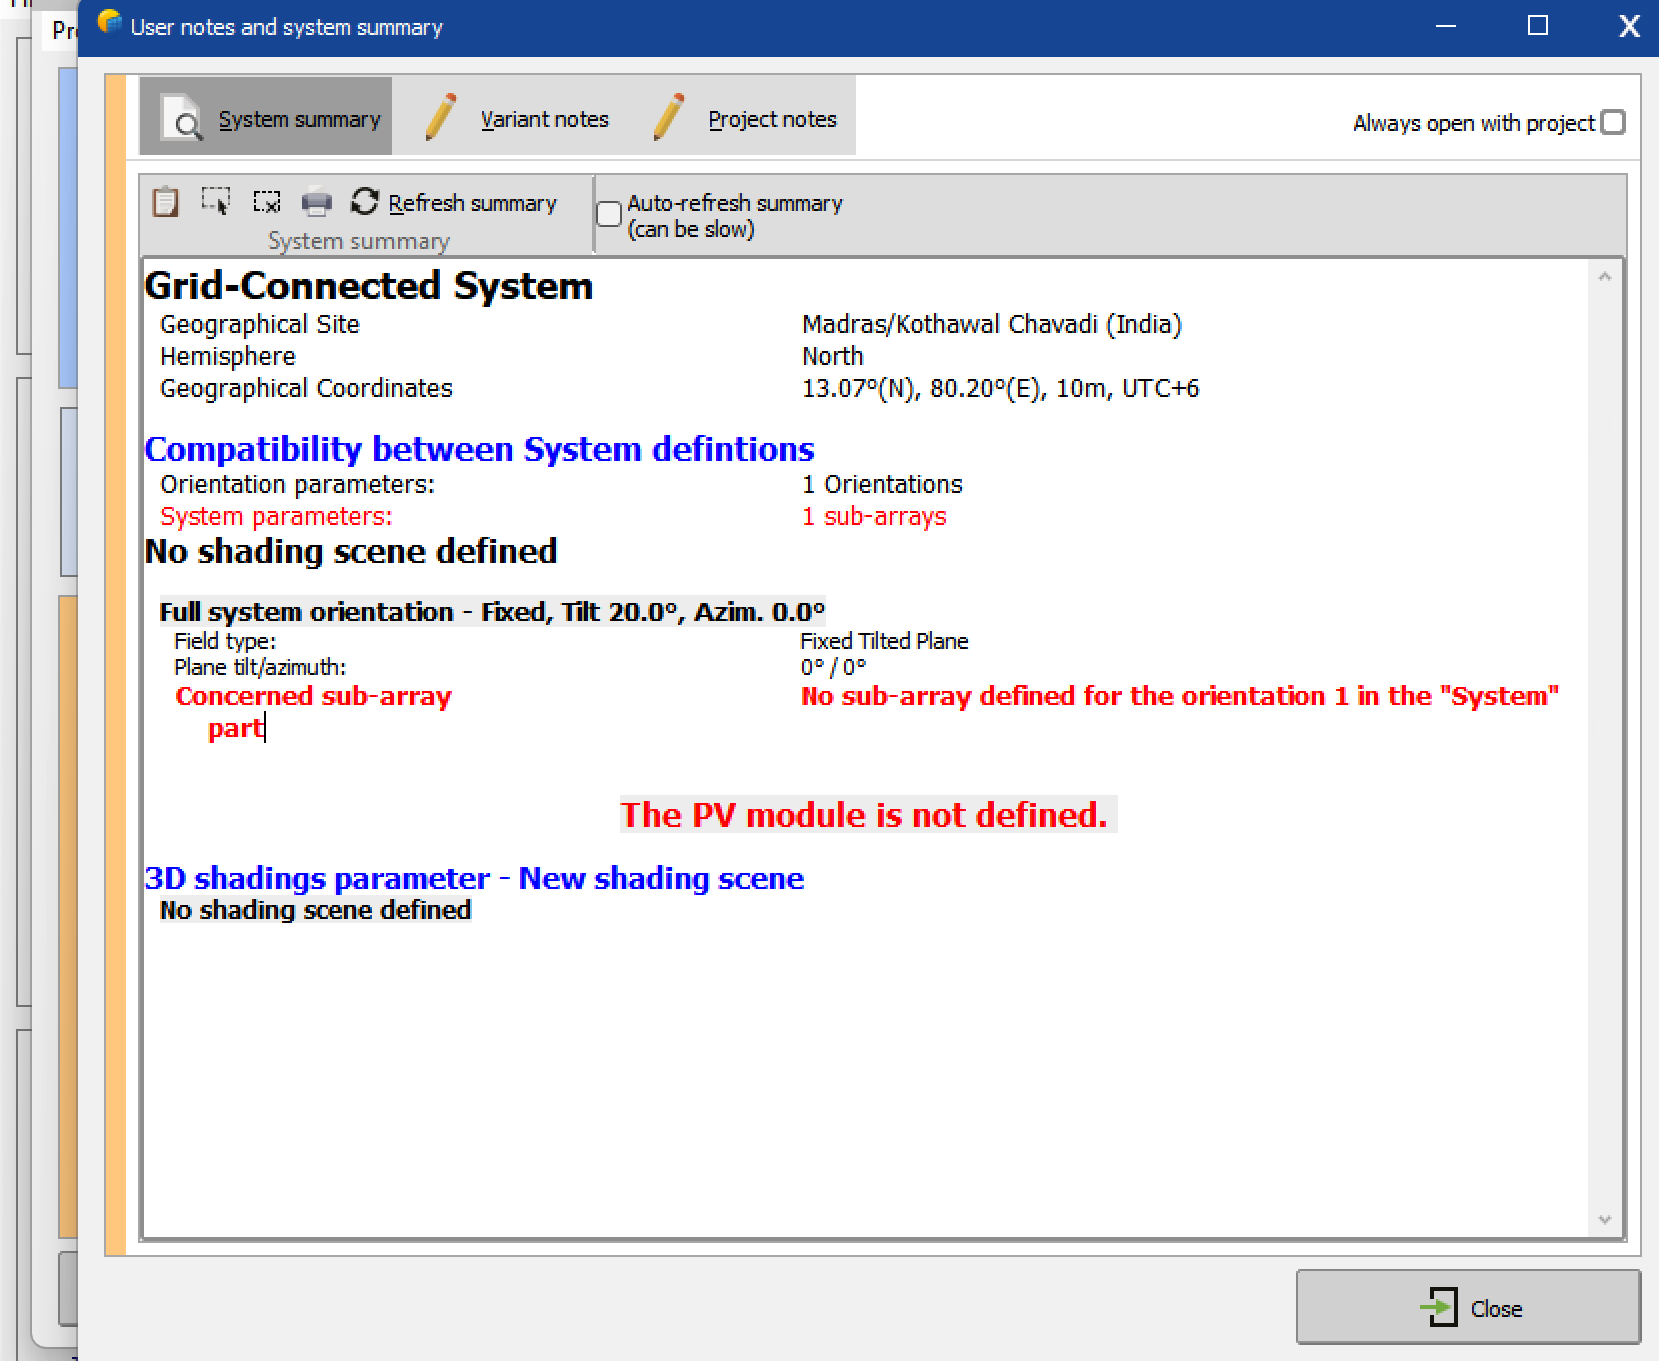 Pr
User notes and system summary
System summary
Variant notes
Project notes
Always open with project
Refresh summary
System summary
Auto-refresh summary
(can be slow)
Grid-Connected System
Geographical Site Madras/Kothawal Chavadi (India)
Hemisphere North
Geographical Coordinates 13.07°(N), 80.20°(E), 10m, UTC+6
Compatibility between System defintions
Orientation parameters: 1 Orientations
System parameters: 1 sub-arrays
No shading scene defined
Full system orientation - Fixed, Tilt 20.0°, Azim. 0.0°
Field type: Fixed Tilted Plane
Plane tilt/azimuth: 0° / 0°
Concerned sub-array No sub-array defined for the orientation 1 in the "System"
part
The PV module is not defined.
3D shadings parameter - New shading scene
No shading scene defined
Close